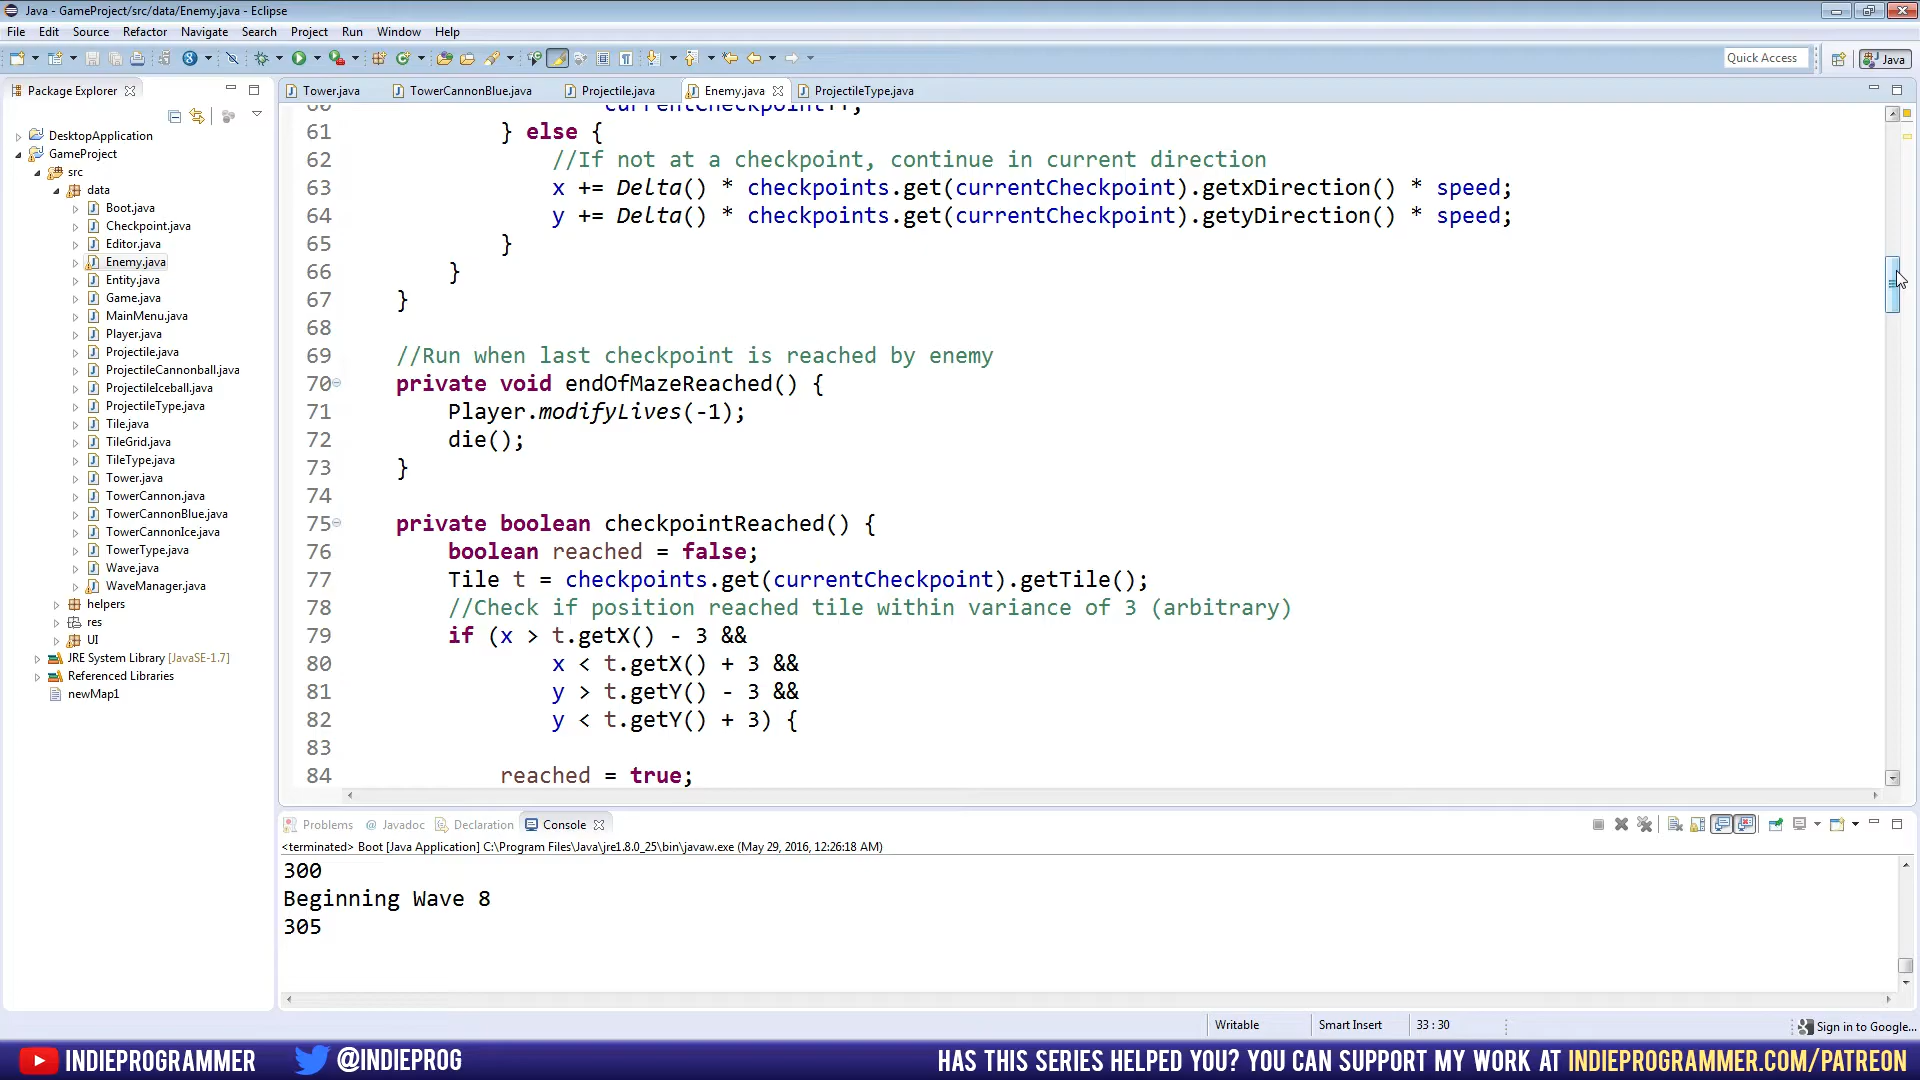 Java - GameProject/src/data/Enemy.java - Eclipse
File Edit Source Refactor Navigate Search Project Run Window Help
Quick Access
Java
Package Explorer
DesktopApplication
GameProject
src
data
Boot.java
Checkpoint.java
Editor.java
Enemy.java
Entity.java
Game.java
MainMenu.java
Player.java
Projectile.java
ProjectileCannonball.java
ProjectileIceball.java
ProjectileType.java
Tile.java
TileGrid.java
TileType.java
Tower.java
TowerCannon.java
TowerCannonBlue.java
TowerCannonIce.java
TowerType.java
Wave.java
WaveManager.java
helpers
res
UI
JRE System Library [JavaSE-1.7]
Referenced Libraries
newMap1
Tower.java TowerCannonBlue.java Projectile.java Enemy.java ProjectileType.java
60 currentCheckpoint++;
61 } else {
62 //If not at a checkpoint, continue in current direction
63 x += Delta() * checkpoints.get(currentCheckpoint).getxDirection() * speed;
64 y += Delta() * checkpoints.get(currentCheckpoint).getyDirection() * speed;
65 }
66 }
67 }
68
69 //Run when last checkpoint is reached by enemy
70 private void endOfMazeReached() {
71 Player.modifyLives(-1);
72 die();
73 }
74
75 private boolean checkpointReached() {
76 boolean reached = false;
77 Tile t = checkpoints.get(currentCheckpoint).getTile();
78 //Check if position reached tile within variance of 3 (arbitrary)
79 if (x > t.getX() - 3 &&
80 x < t.getX() + 3 &&
81 y > t.getY() - 3 &&
82 y < t.getY() + 3) {
83
84 reached = true;
Problems @ Javadoc Declaration Console
<terminated> Boot [Java Application] C:\Program Files\Java\jre1.8.0_25\bin\javaw.exe (May 29, 2016, 12:26:18 AM)
300
Beginning Wave 8
305
Writable Smart Insert 33 : 30
Sign in to Google...
INDIEPROGRAMMER @INDIEPROG HAS THIS SERIES HELPED YOU? YOU CAN SUPPORT MY WORK AT INDIEPROGRAMMER.COM/PATREON